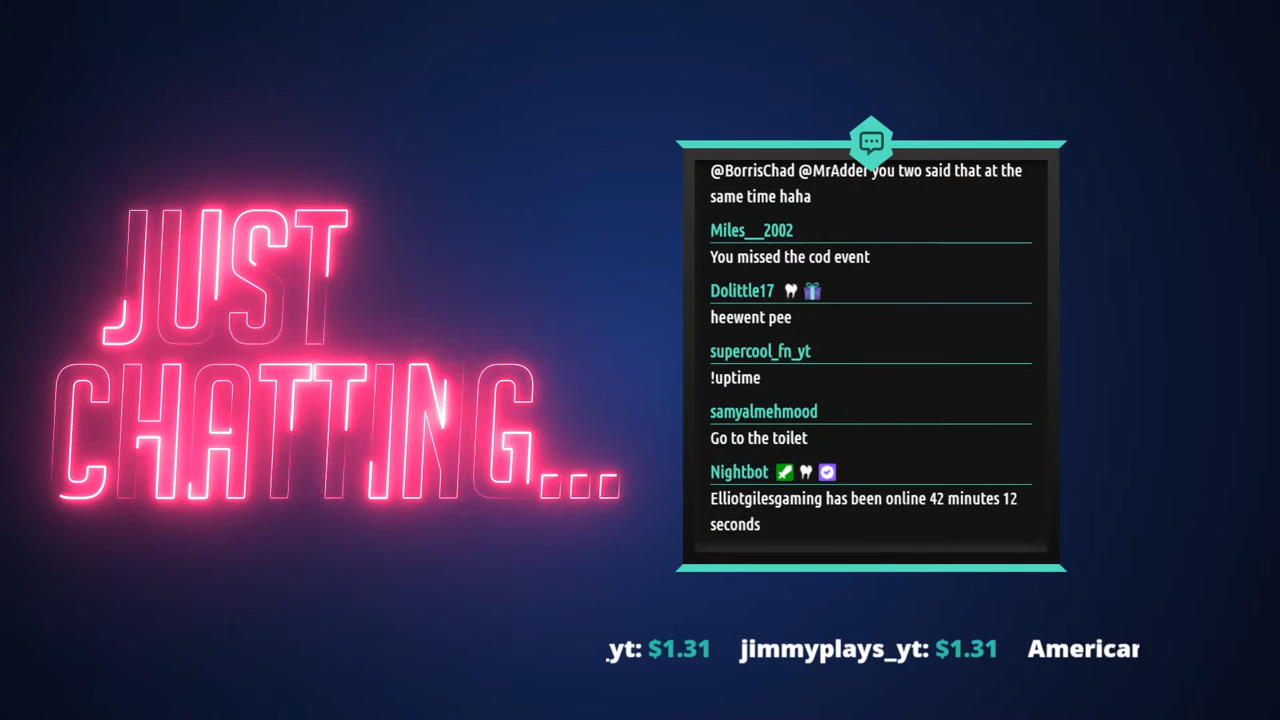 JUST
CHATTING...
@BorrisChad @MrAdder you two said that at the
same time haha
Miles__2002
You missed the cod event
Dolittle17
heewent pee
supercool_fn_yt
!uptime
samyalmehmood
Go to the toilet
Nightbot
Elliotgilesgaming has been online 42 minutes 12
seconds
_yt: $1.31 jimmyplays_yt: $1.31 American